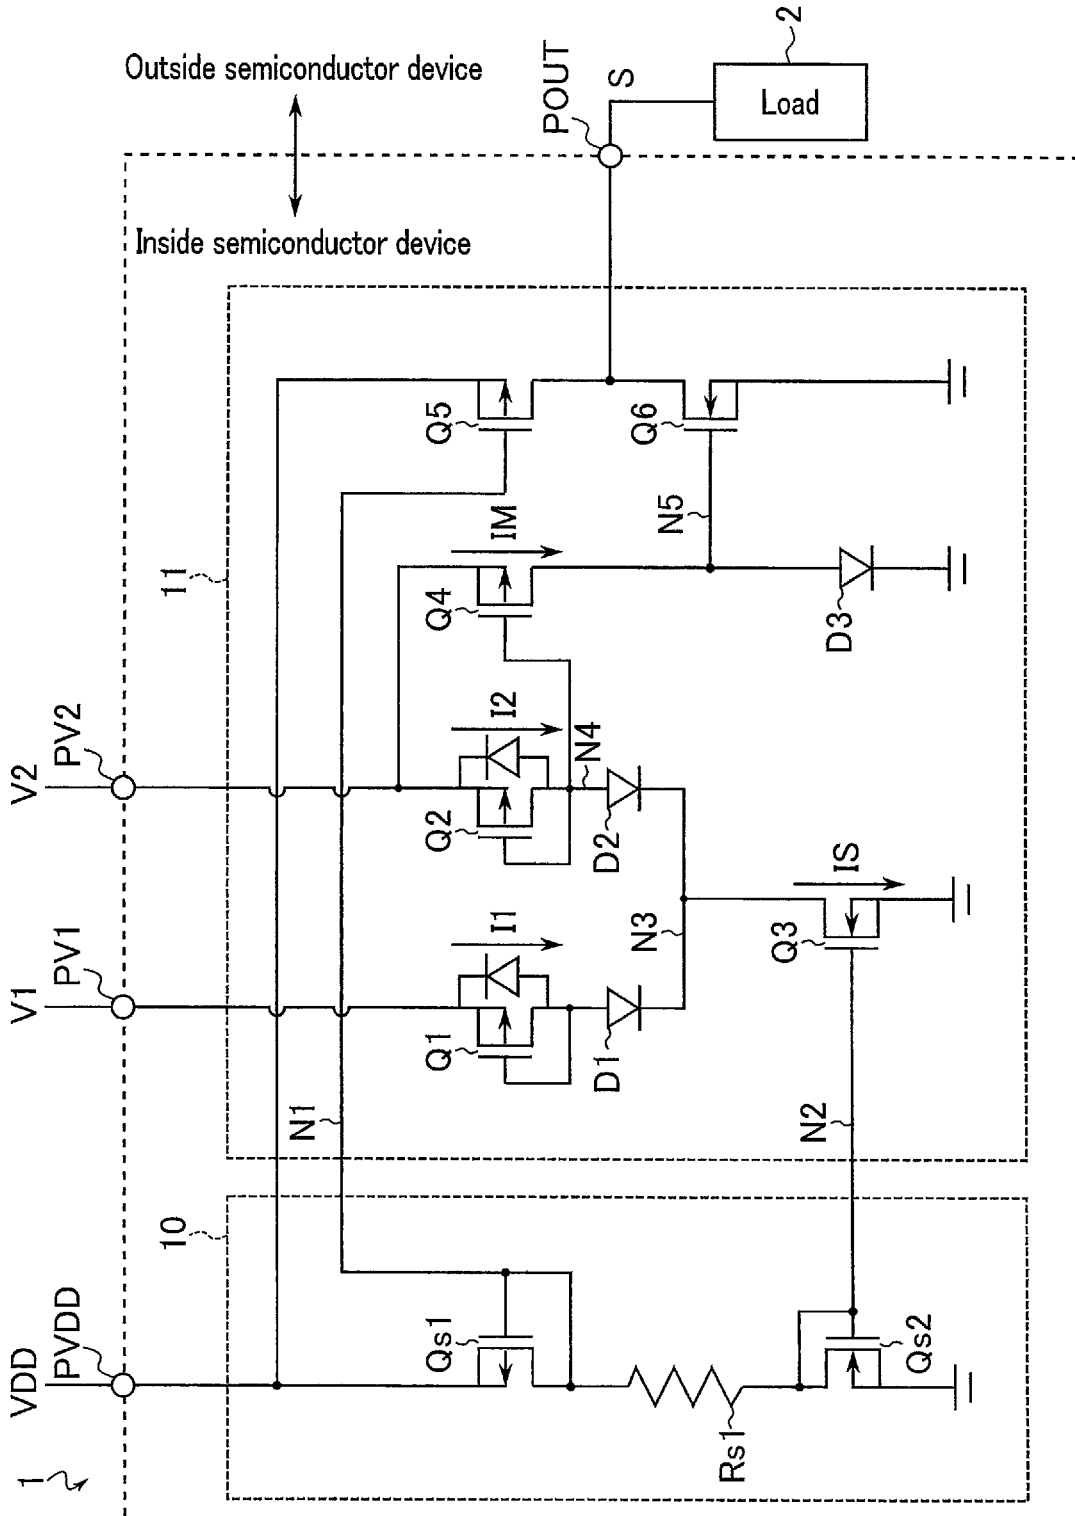 1
VDD
PVDD
V1
PV1
V2
PV2
Outside semiconductor device
Inside semiconductor device
POUT
S
2
Load
10
11
N1
Qs1
Rs1
Qs2
N2
Q1
I1
D1
N3
Q2
I2
N4
D2
Q3
IS
Q4
IM
N5
D3
Q5
Q6